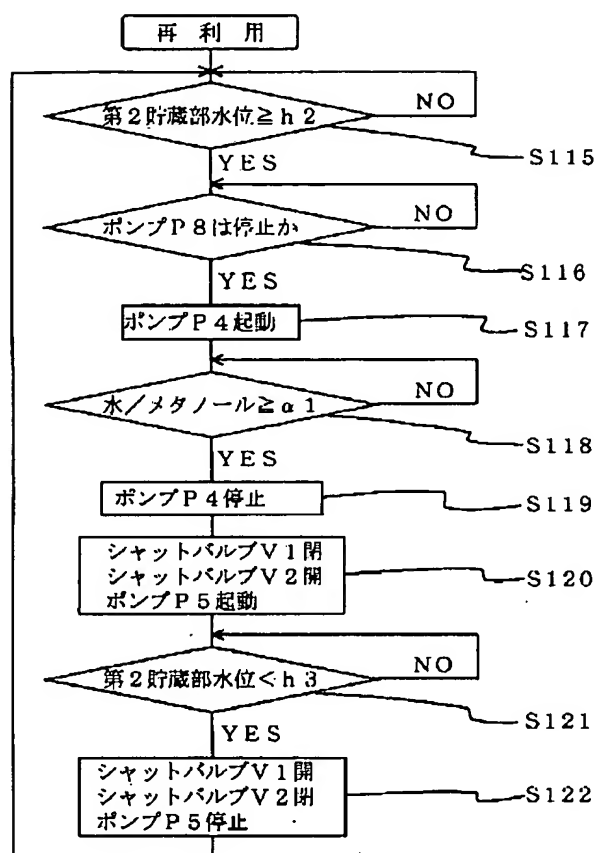 再利用
第2貯蔵部水位≧h2
NO
YES
S115
ポンプP8は停止か
NO
YES
S116
ポンプP4起動
S117
水/メタノール≧α1
NO
YES
S118
ポンプP4停止
S119
シャットバルブV1閉
シャットバルブV2開
ポンプP5起動
S120
第2貯蔵部水位<h3
NO
YES
S121
シャットバルブV1開
シャットバルブV2閉
ポンプP5停止
S122